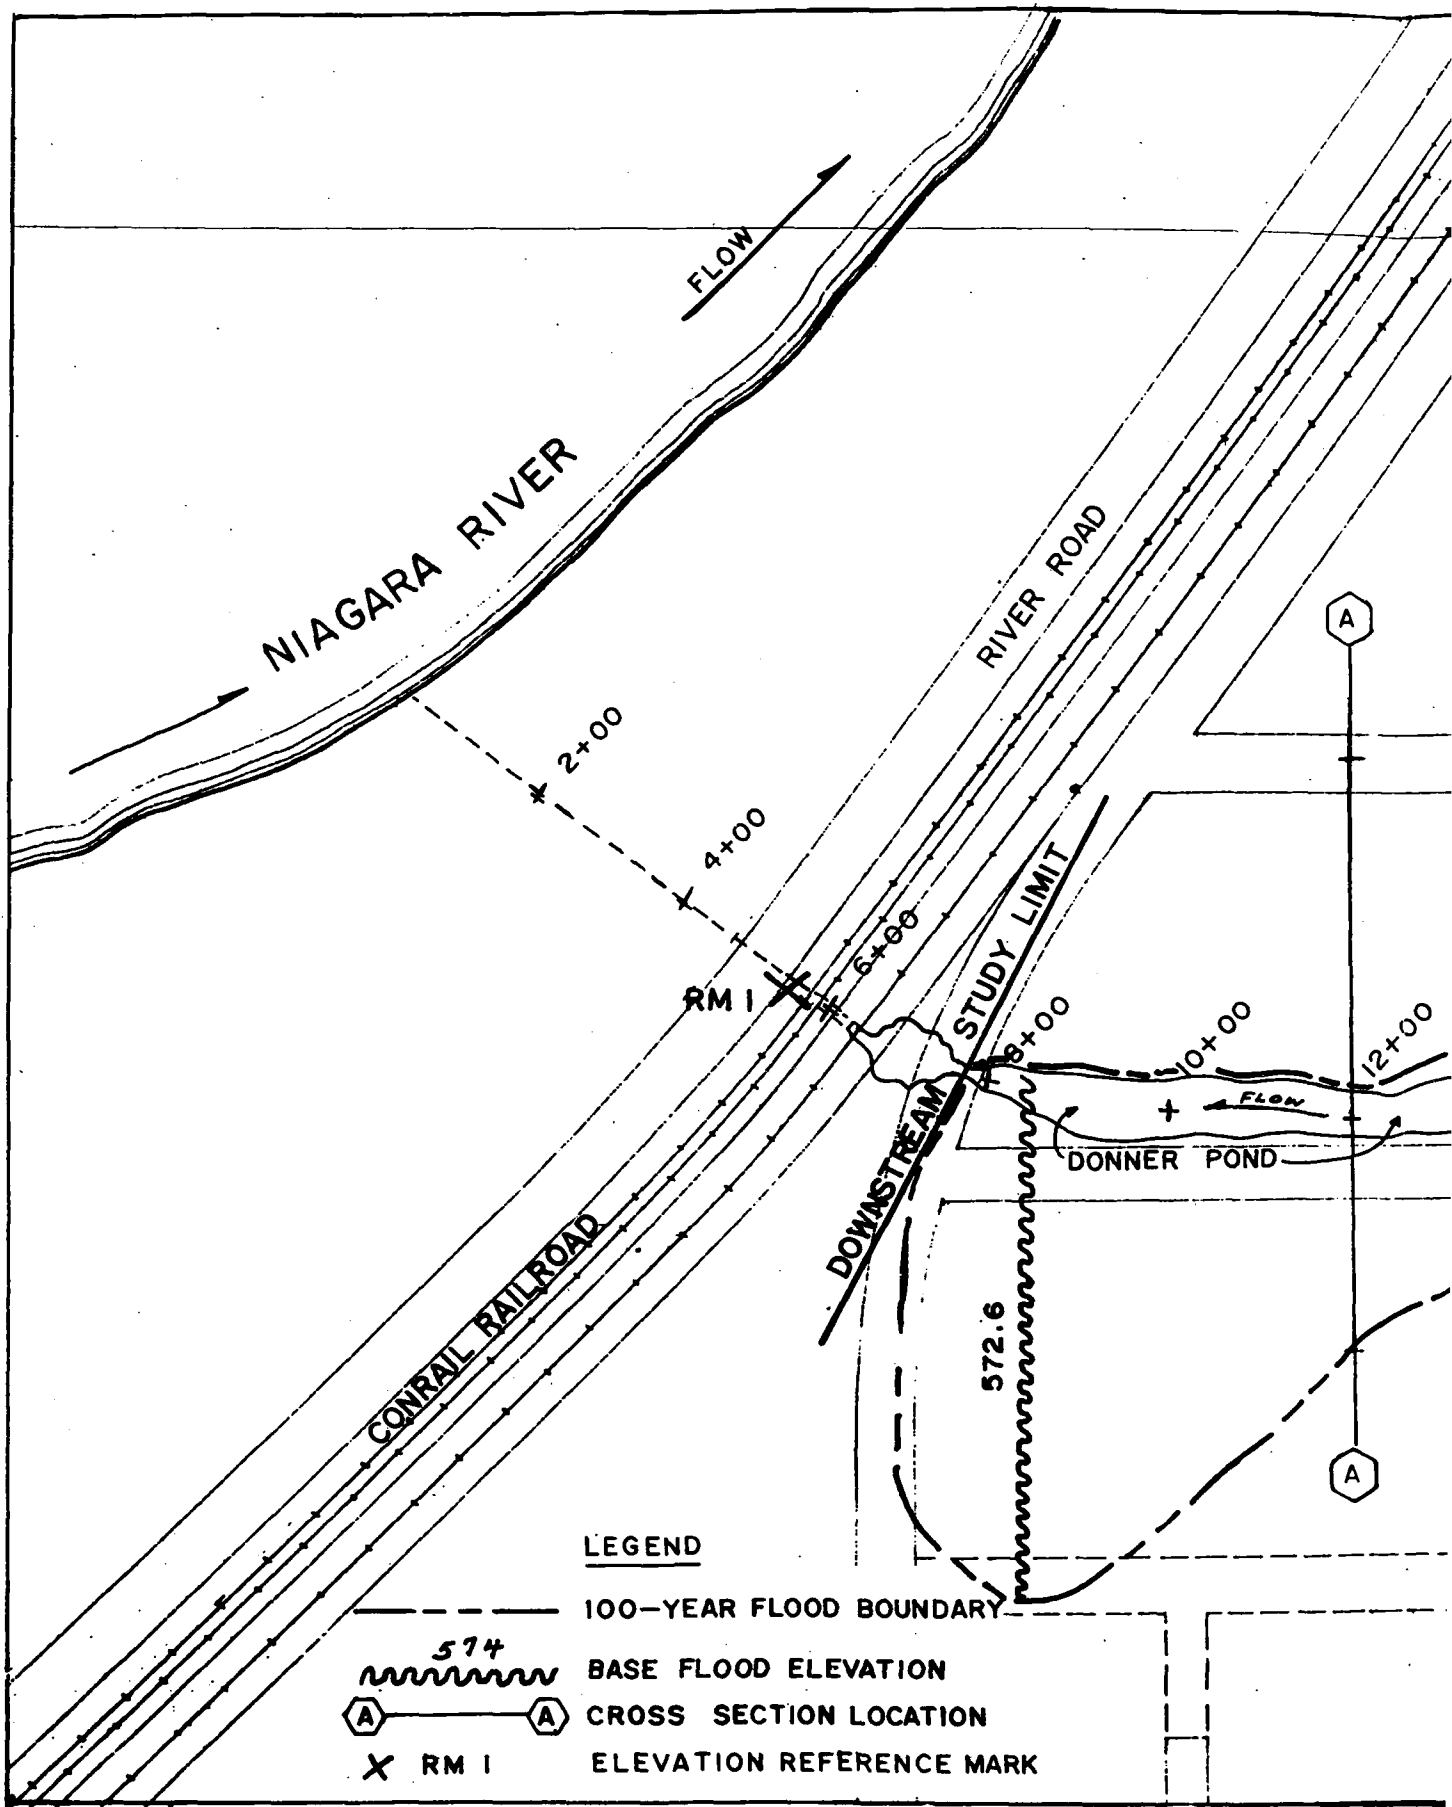 FLOW
NIAGARA RIVER
RIVER ROAD
A
2+00
4+00
6+00
RM 1
DOWNSTREAM STUDY LIMIT
8+00
10+00
12+00
FLOW
DONNER POND
CONRAIL RAILROAD
572.6
A
LEGEND
100-YEAR FLOOD BOUNDARY
574
BASE FLOOD ELEVATION
A A CROSS SECTION LOCATION
X RM 1 ELEVATION REFERENCE MARK